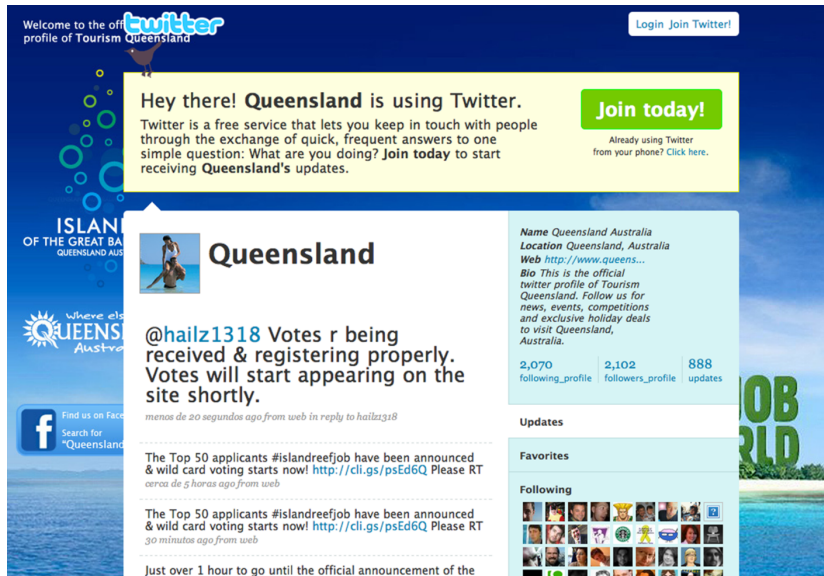 Welcome to the off
profile of Tourism Queensland
twitter
Login Join Twitter!
Hey there! Queensland is using Twitter.
Twitter is a free service that lets you keep in touch with people
through the exchange of quick, frequent answers to one
simple question: What are you doing? Join today to start
receiving Queensland's updates.
Join today!
Already using Twitter
from your phone? Click here.
ISLAN
OF THE GREAT BA
QUEENSLAND AUS
Where els
QUEENS
Austra
f
Find us on Face
Search for
"Queensland
Queensland
@hailz1318 Votes r being
received & registering properly.
Votes will start appearing on the
site shortly.
menos de 20 segundos ago from web in reply to hailz1318
The Top 50 applicants #islandreefjob have been announced
& wild card voting starts now! http://cli.gs/psEd6Q Please RT
cerca de 5 horas ago from web
The Top 50 applicants #islandreefjob have been announced
& wild card voting starts now! http://cli.gs/psEd6Q Please RT
30 minutos ago from web
Just over 1 hour to go until the official announcement of the
Name Queensland Australia
Location Queensland, Australia
Web http://www.queens...
Bio This is the official
twitter profile of Tourism
Queensland. Follow us for
news, events, competitions
and exclusive holiday deals
to visit Queensland,
Australia.
2,070 2,102 888
following_profile followers_profile updates
Updates
Favorites
Following
JOB
RLD